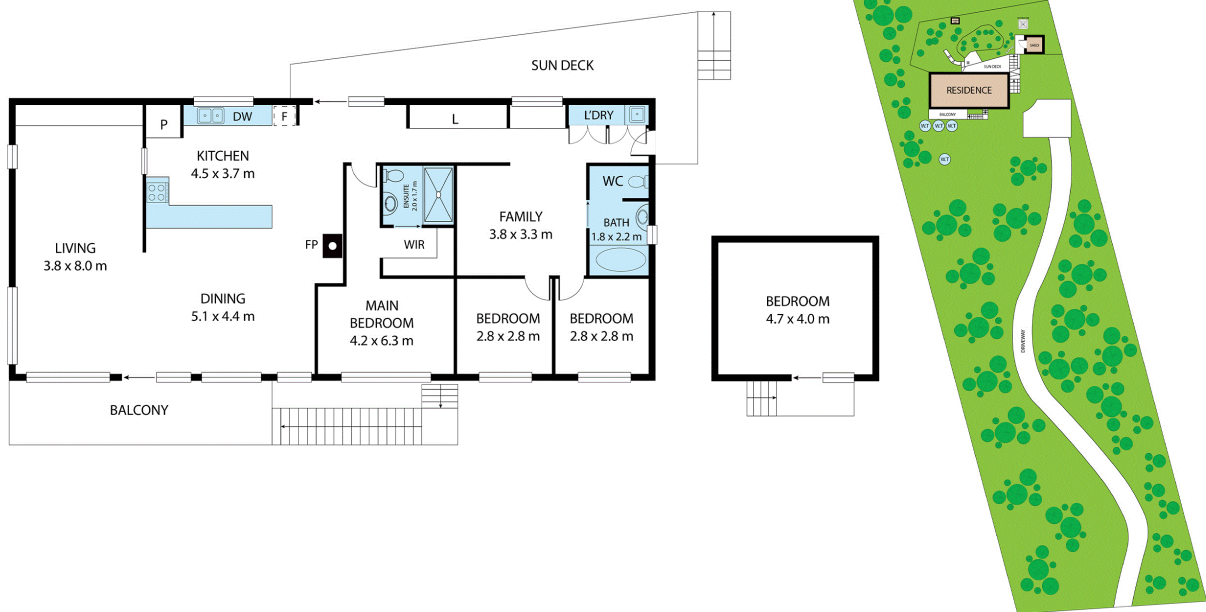 SUN DECK
P
DW
F
L
L'DRY
KITCHEN
4.5 x 3.7 m
ENSUITE
2.0 x 1.7 m
WC
FAMILY
3.8 x 3.3 m
BATH
1.8 x 2.2 m
LIVING
3.8 x 8.0 m
FP
WIR
DINING
5.1 x 4.4 m
MAIN
BEDROOM
4.2 x 6.3 m
BEDROOM
2.8 x 2.8 m
BEDROOM
2.8 x 2.8 m
BALCONY
BEDROOM
4.7 x 4.0 m
SHED
SUN DECK
RESIDENCE
BALCONY
W.T
W.T
W.T
W.T
DRIVEWAY